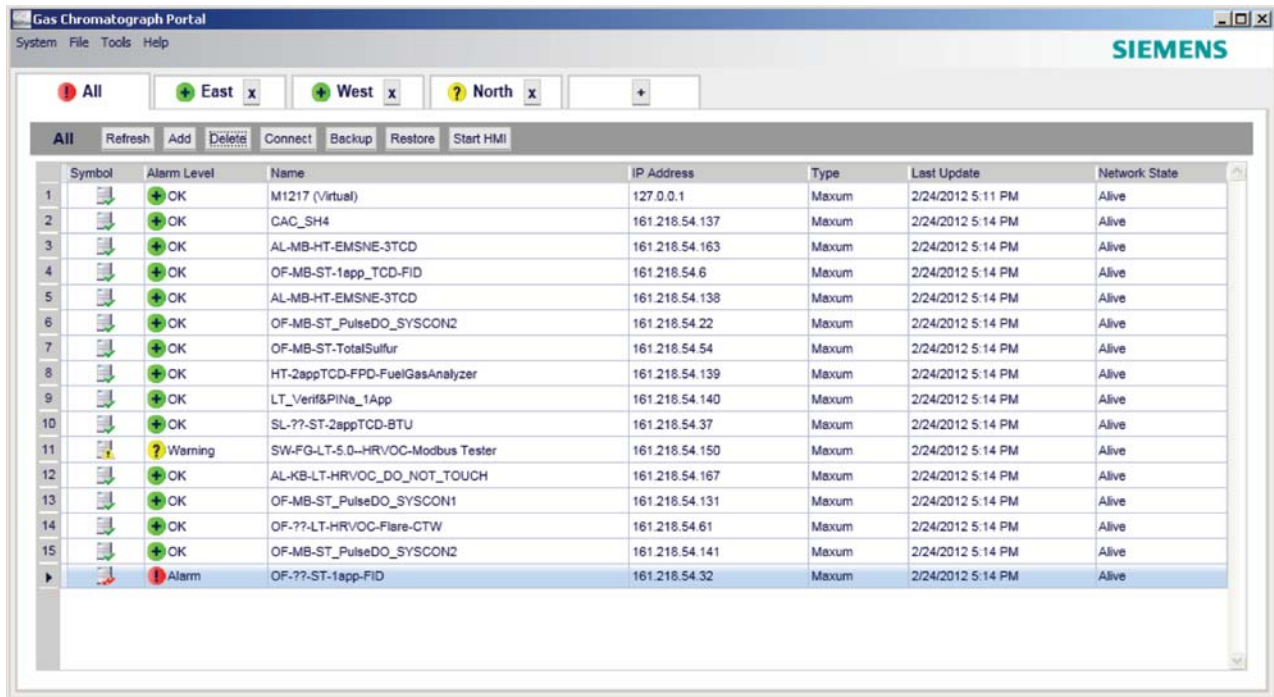 Gas Chromatograph Portal
System File Tools Help
SIEMENS
! All + East x + West x ? North x +
All Refresh Add Delete Connect Backup Restore Start HMI
Symbol Alarm Level Name IP Address Type Last Update Network State
1 + OK M1217 (Virtual) 127.0.0.1 Maxum 2/24/2012 5:11 PM Alive
2 + OK CAC_SH4 161.218.54.137 Maxum 2/24/2012 5:14 PM Alive
3 + OK AL-MB-HT-EMSNE-3TCD 161.218.54.163 Maxum 2/24/2012 5:14 PM Alive
4 + OK OF-MB-ST-1app_TCD-FID 161.218.54.6 Maxum 2/24/2012 5:14 PM Alive
5 + OK AL-MB-HT-EMSNE-3TCD 161.218.54.138 Maxum 2/24/2012 5:14 PM Alive
6 + OK OF-MB-ST_PulseDO_SYSCON2 161.218.54.22 Maxum 2/24/2012 5:14 PM Alive
7 + OK OF-MB-ST-TotalSulfur 161.218.54.54 Maxum 2/24/2012 5:14 PM Alive
8 + OK HT-2appTCD-FPD-FuelGasAnalyzer 161.218.54.139 Maxum 2/24/2012 5:14 PM Alive
9 + OK LT_Verif&PINa_1App 161.218.54.140 Maxum 2/24/2012 5:14 PM Alive
10 + OK SL-??-ST-2appTCD-BTU 161.218.54.37 Maxum 2/24/2012 5:14 PM Alive
11 ? Warning SW-FG-LT-5.0--HRVOC-Modbus Tester 161.218.54.150 Maxum 2/24/2012 5:14 PM Alive
12 + OK AL-KB-LT-HRVOC_DO_NOT_TOUCH 161.218.54.167 Maxum 2/24/2012 5:14 PM Alive
13 + OK OF-MB-ST_PulseDO_SYSCON1 161.218.54.131 Maxum 2/24/2012 5:14 PM Alive
14 + OK OF-??-LT-HRVOC-Flare-CTW 161.218.54.61 Maxum 2/24/2012 5:14 PM Alive
15 + OK OF-MB-ST_PulseDO_SYSCON2 161.218.54.141 Maxum 2/24/2012 5:14 PM Alive
! Alarm OF-??-ST-1app-FID 161.218.54.32 Maxum 2/24/2012 5:14 PM Alive